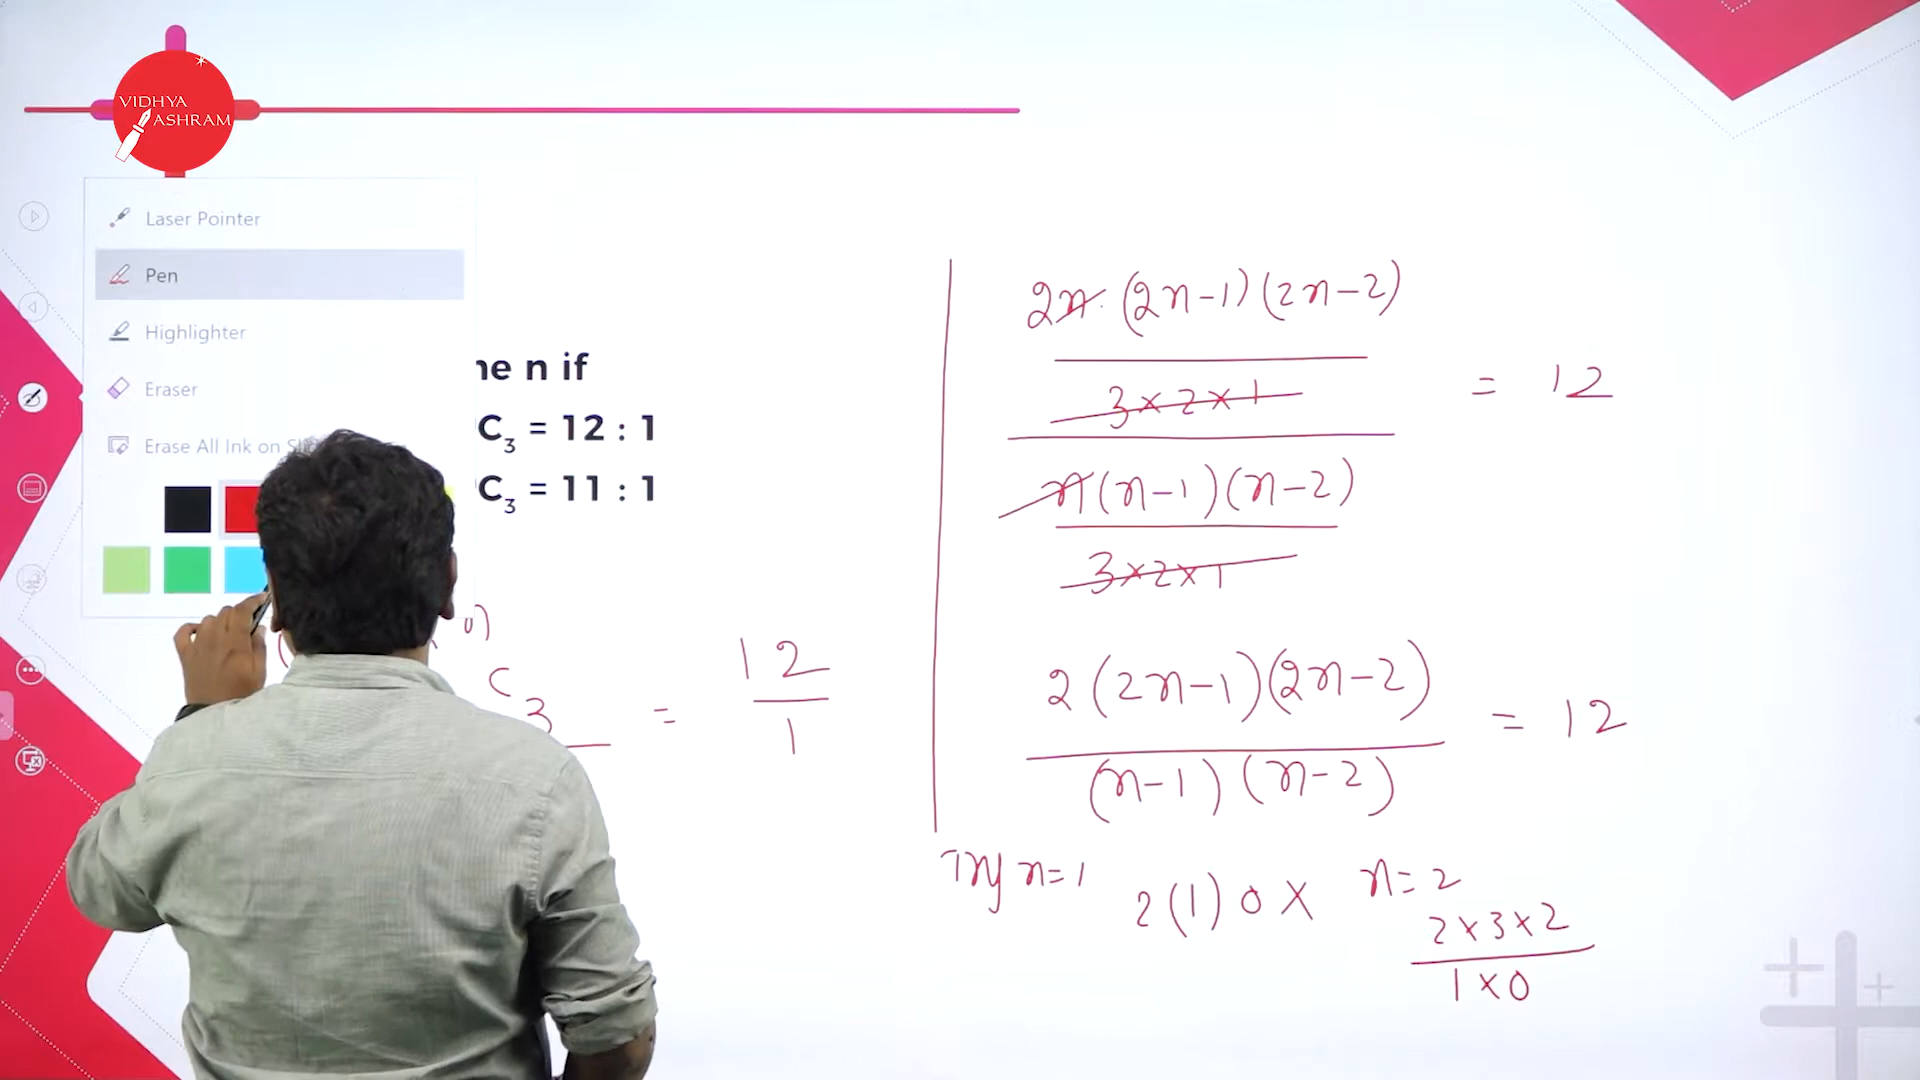 VIDHYA
ASHRAM
Laser Pointer
Pen
Highlighter
Eraser
Erase All Ink on
ne n if
C₃ = 12 : 1
C₃ = 11 : 1
C 3 = 12 / 1
2n (2n-1)(2n-2)
3×2×1
= 12
n(n-1)(n-2)
3×2×1
2(2n-1)(2n-2)
= 12
(n-1)(n-2)
Try n=1
2(1) 0 X
n=2
2×3×2
1×0